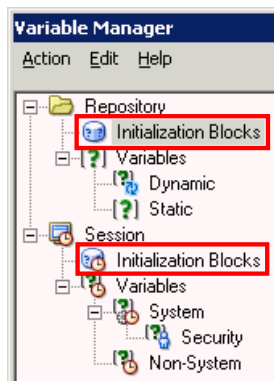 Variable Manager
Action Edit Help
Repository
Initialization Blocks
Variables
Dynamic
Static
Session
Initialization Blocks
Variables
System
Security
Non-System